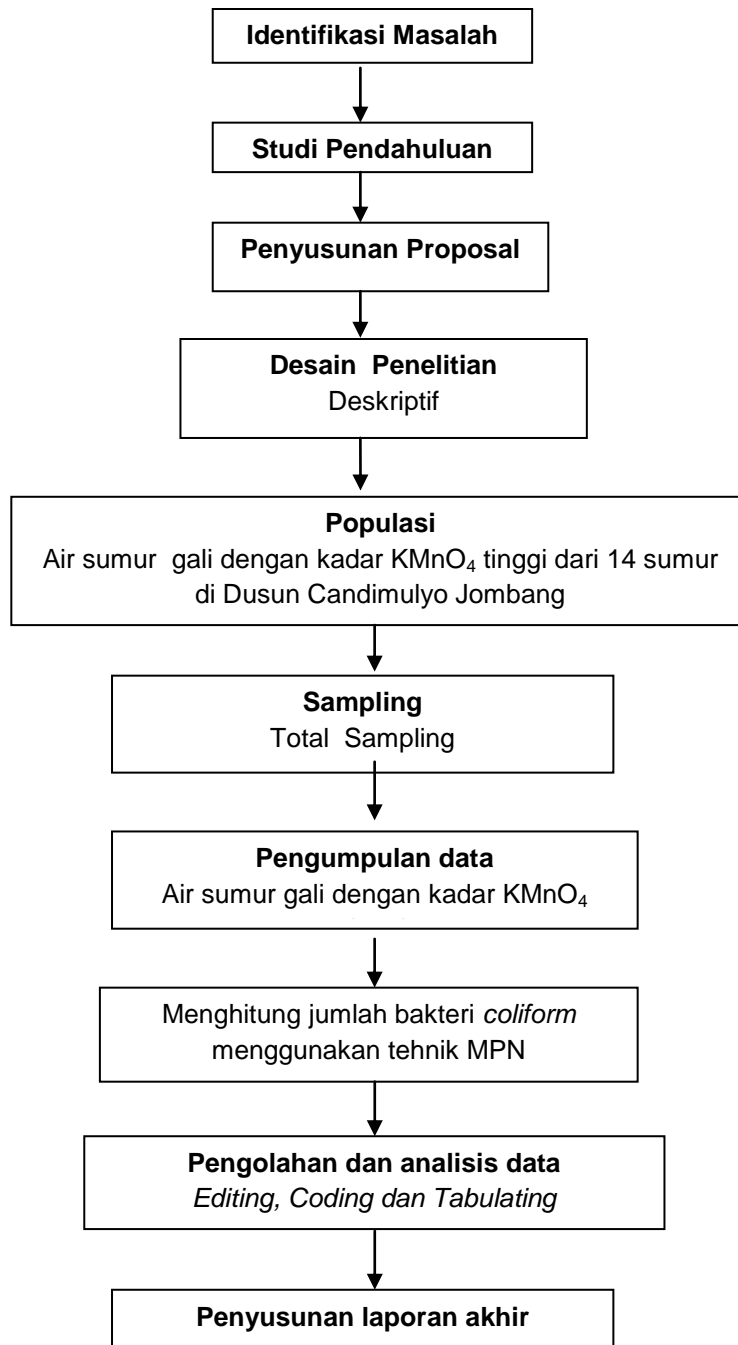 Identifikasi Masalah
Studi Pendahuluan
Penyusunan Proposal
Desain Penelitian
Deskriptif
Populasi
Air sumur gali dengan kadar KMnO₄ tinggi dari 14 sumur
di Dusun Candimulyo Jombang
Sampling
Total Sampling
Pengumpulan data
Air sumur gali dengan kadar KMnO₄
Menghitung jumlah bakteri coliform
menggunakan tehnik MPN
Pengolahan dan analisis data
Editing, Coding dan Tabulating
Penyusunan laporan akhir